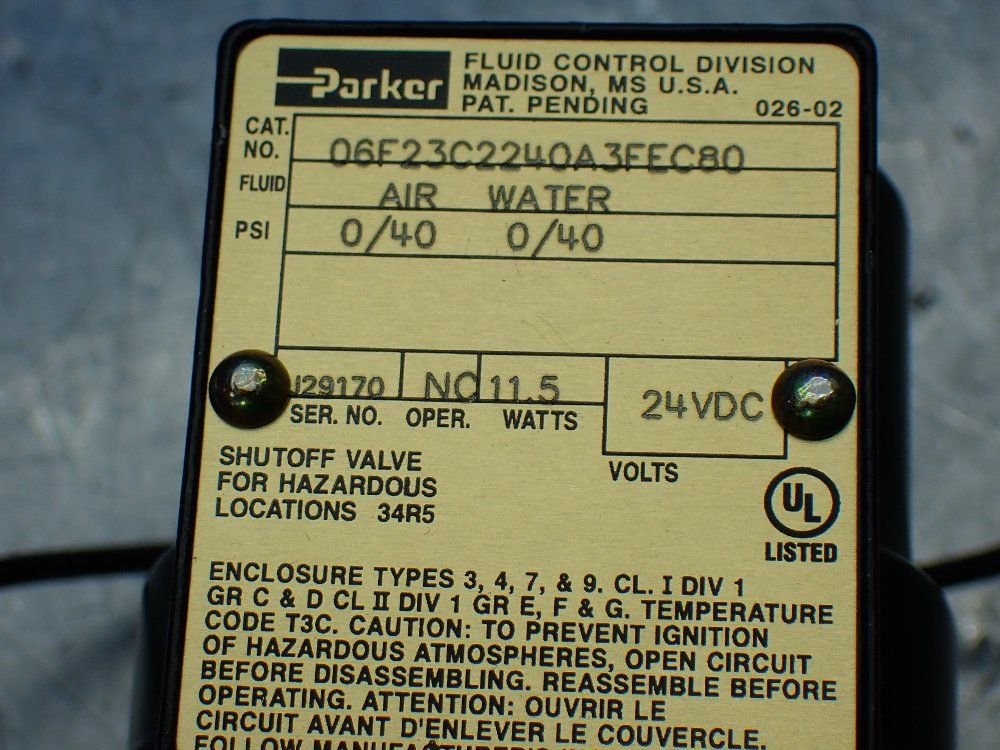 Parker
FLUID CONTROL DIVISION
MADISON, MS U.S.A.
PAT. PENDING 026-02
CAT. NO. 06F23C2240A3FEC80
FLUID AIR WATER
PSI 0/40 0/40
J29170 NC 11.5 24VDC
SER. NO. OPER. WATTS
VOLTS
SHUTOFF VALVE
FOR HAZARDOUS
LOCATIONS 34R5
UL
LISTED
ENCLOSURE TYPES 3, 4, 7, & 9. CL. I DIV 1
GR C & D CL II DIV 1 GR E, F & G. TEMPERATURE
CODE T3C. CAUTION: TO PREVENT IGNITION
OF HAZARDOUS ATMOSPHERES, OPEN CIRCUIT
BEFORE DISASSEMBLING. REASSEMBLE BEFORE
OPERATING. ATTENTION: OUVRIR LE
CIRCUIT AVANT D'ENLEVER LE COUVERCLE.
FOLLOW MANUFACTURER'S